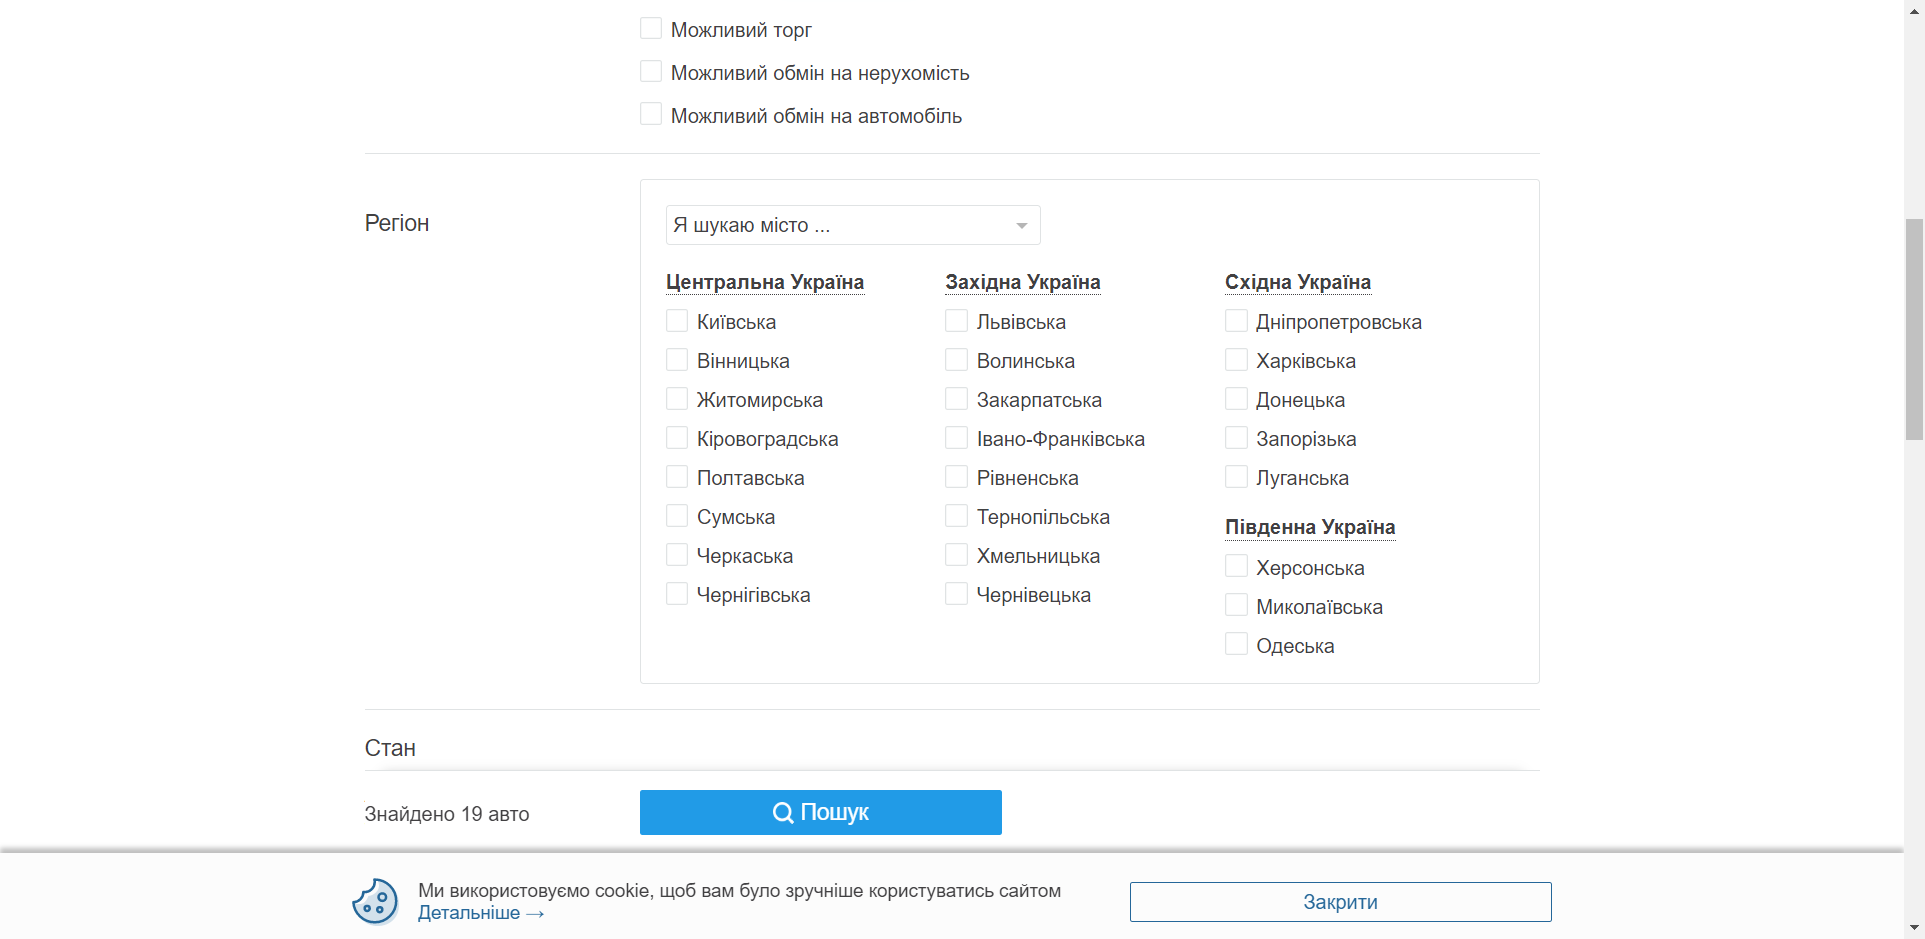 Можливий торг
Можливий обмін на нерухомість
Можливий обмін на автомобіль
Регіон
Я шукаю місто ...
Центральна Україна
Київська
Вінницька
Житомирська
Кіровоградська
Полтавська
Сумська
Черкаська
Чернігівська
Західна Україна
Львівська
Волинська
Закарпатська
Івано-Франківська
Рівненська
Тернопільська
Хмельницька
Чернівецька
Східна Україна
Дніпропетровська
Харківська
Донецька
Запорізька
Луганська
Південна Україна
Херсонська
Миколаївська
Одеська
Стан
Знайдено 19 авто
Пошук
Ми використовуємо cookie, щоб вам було зручніше користуватись сайтом
Детальніше →
Закрити